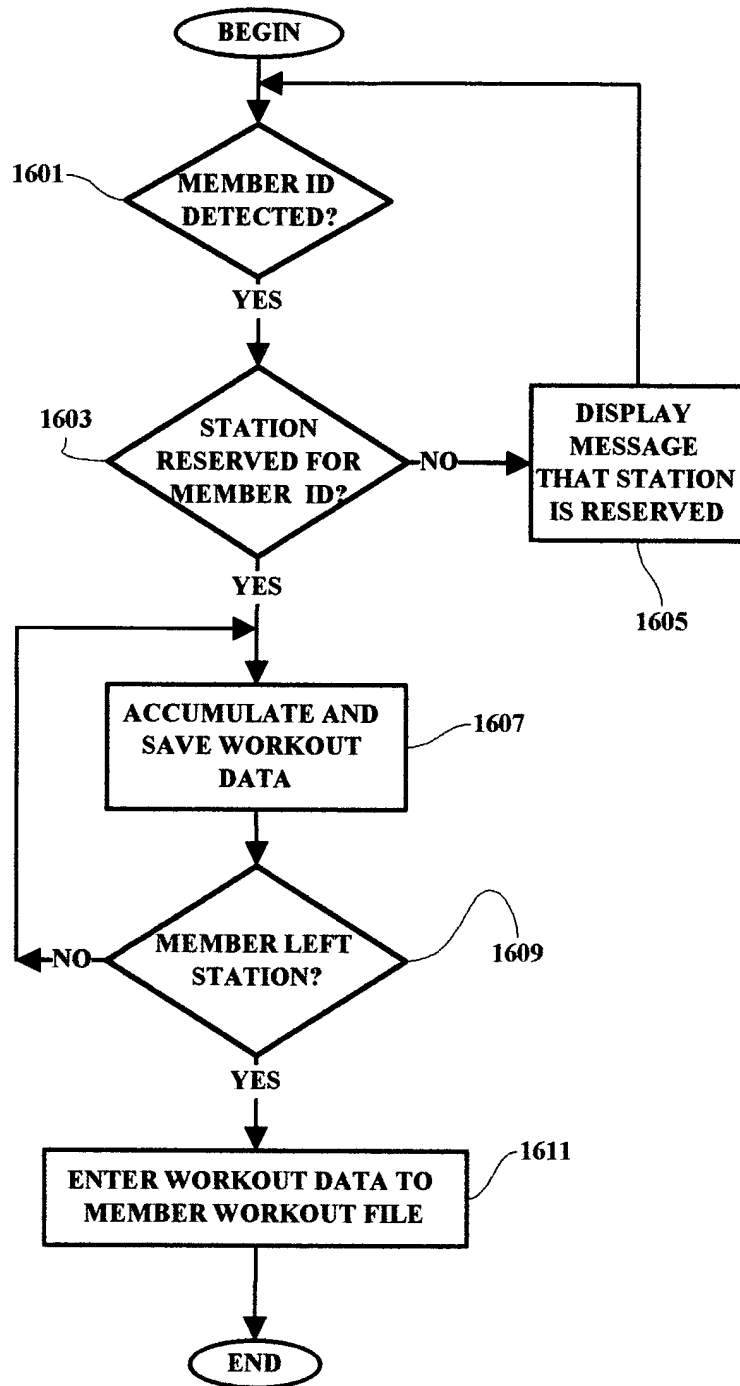 BEGIN
1601
MEMBER ID
DETECTED?
YES
1603
STATION
RESERVED FOR
MEMBER ID?
NO
DISPLAY
MESSAGE
THAT STATION
IS RESERVED
1605
YES
ACCUMULATE AND
SAVE WORKOUT
DATA
1607
MEMBER LEFT
STATION?
1609
NO
YES
ENTER WORKOUT DATA TO
MEMBER WORKOUT FILE
1611
END